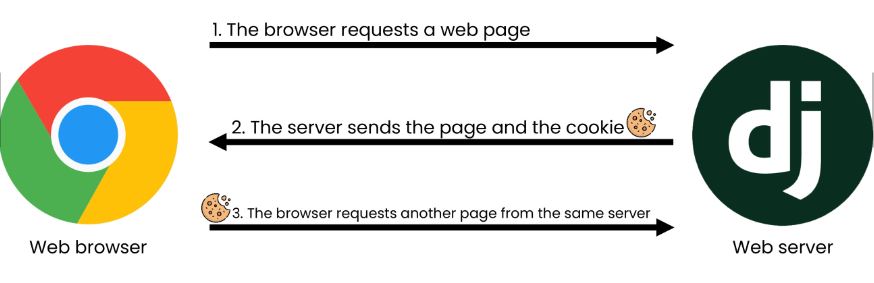 1. The browser requests a web page
2. The server sends the page and the cookie
3. The browser requests another page from the same server
Web browser
dj
Web server